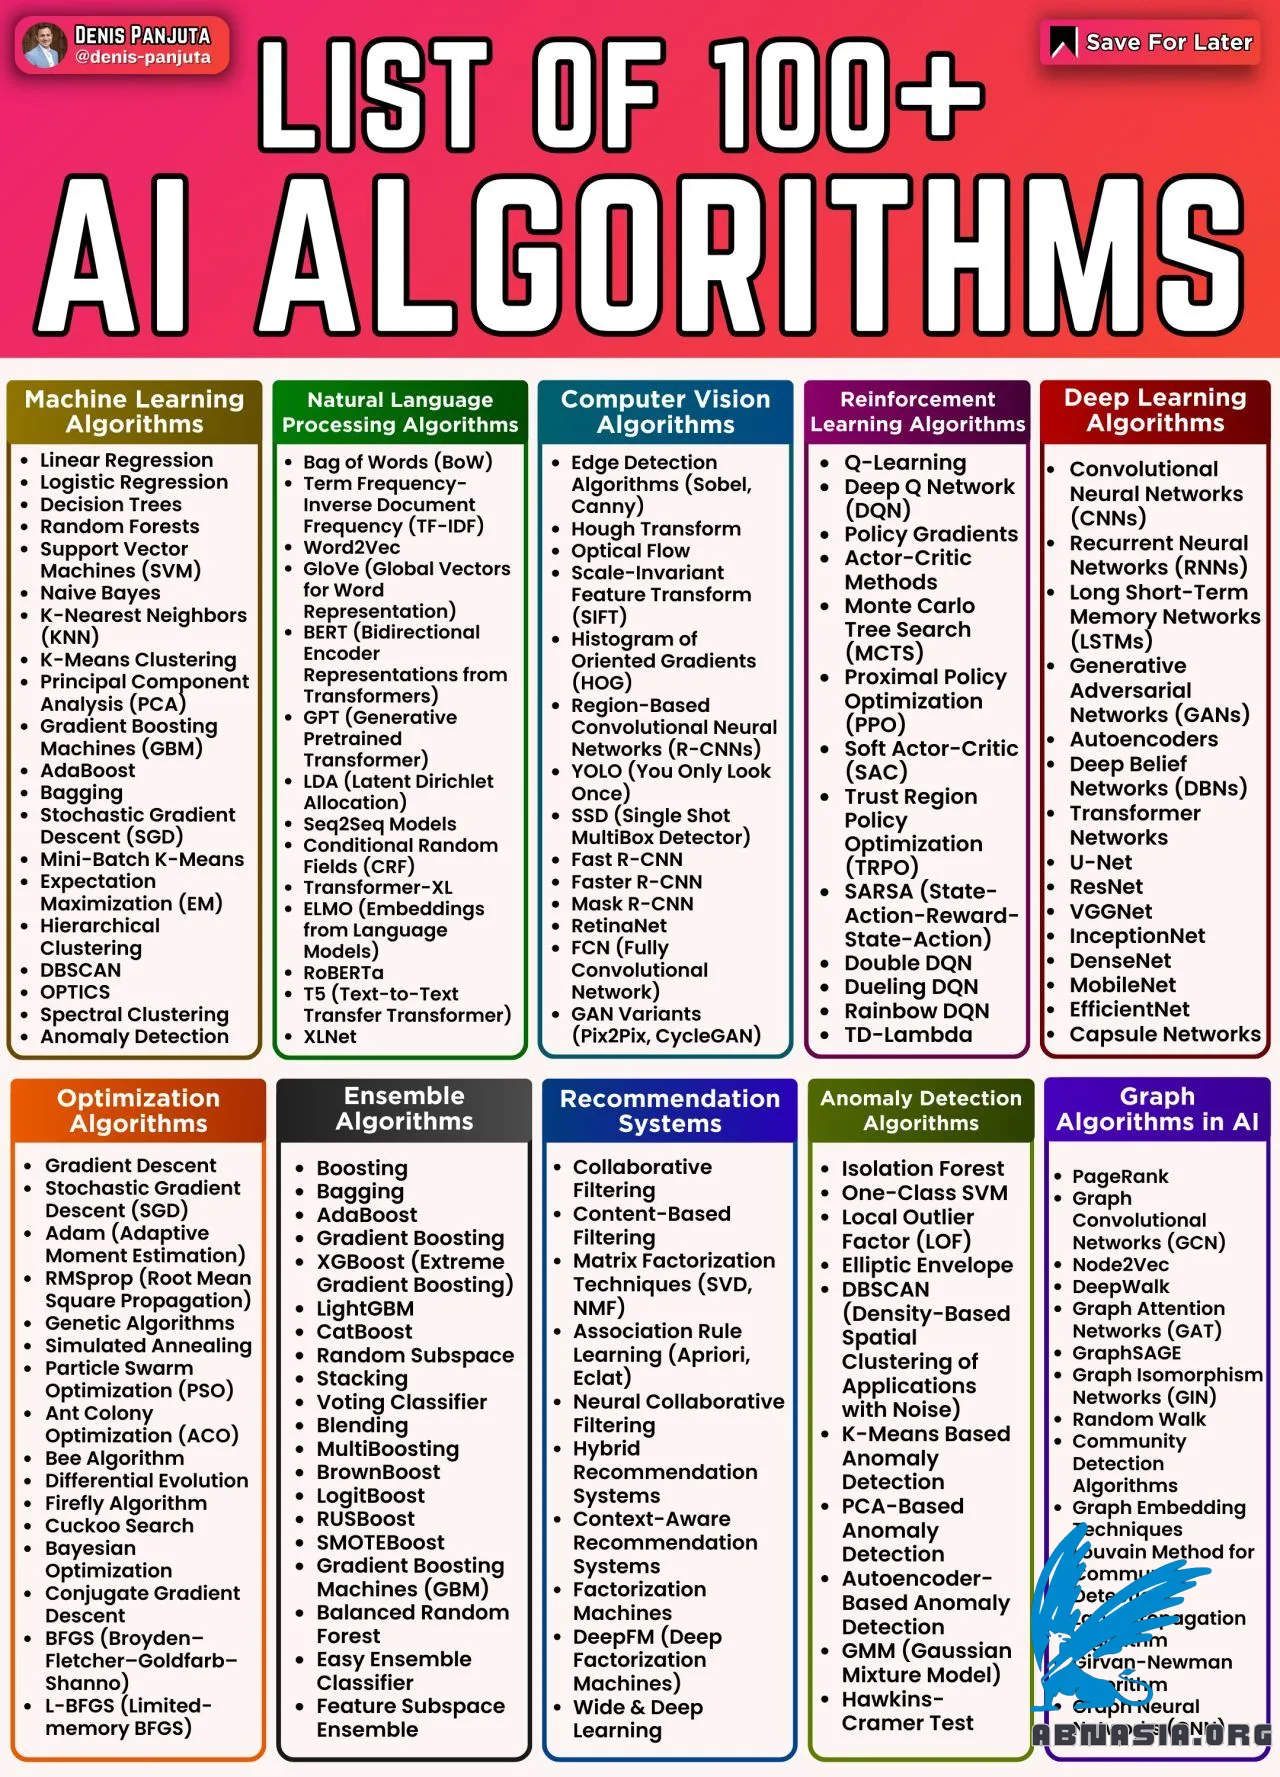 DENIS PANJUTA
@denis-panjuta
Save For Later
LIST OF 100+
AI ALGORITHMS
Machine Learning
Algorithms
• Linear Regression
• Logistic Regression
• Decision Trees
• Random Forests
• Support Vector
Machines (SVM)
• Naive Bayes
• K-Nearest Neighbors
(KNN)
• K-Means Clustering
• Principal Component
Analysis (PCA)
• Gradient Boosting
Machines (GBM)
• AdaBoost
• Bagging
• Stochastic Gradient
Descent (SGD)
• Mini-Batch K-Means
• Expectation
Maximization (EM)
• Hierarchical
Clustering
• DBSCAN
• OPTICS
• Spectral Clustering
• Anomaly Detection
Natural Language
Processing Algorithms
• Bag of Words (BoW)
• Term Frequency-
Inverse Document
Frequency (TF-IDF)
• Word2Vec
• GloVe (Global Vectors
for Word
Representation)
• BERT (Bidirectional
Encoder
Representations from
Transformers)
• GPT (Generative
Pretrained
Transformer)
• LDA (Latent Dirichlet
Allocation)
• Seq2Seq Models
• Conditional Random
Fields (CRF)
• Transformer-XL
• ELMO (Embeddings
from Language
Models)
• RoBERTa
• T5 (Text-to-Text
Transfer Transformer)
• XLNet
Computer Vision
Algorithms
• Edge Detection
Algorithms (Sobel,
Canny)
• Hough Transform
• Optical Flow
• Scale-Invariant
Feature Transform
(SIFT)
• Histogram of
Oriented Gradients
(HOG)
• Region-Based
Convolutional Neural
Networks (R-CNNs)
• YOLO (You Only Look
Once)
• SSD (Single Shot
MultiBox Detector)
• Fast R-CNN
• Faster R-CNN
• Mask R-CNN
• RetinaNet
• FCN (Fully
Convolutional
Network)
• GAN Variants
(Pix2Pix, CycleGAN)
Reinforcement
Learning Algorithms
• Q-Learning
• Deep Q Network
(DQN)
• Policy Gradients
• Actor-Critic
Methods
• Monte Carlo
Tree Search
(MCTS)
• Proximal Policy
Optimization
(PPO)
• Soft Actor-Critic
(SAC)
• Trust Region
Policy
Optimization
(TRPO)
• SARSA (State-
Action-Reward-
State-Action)
• Double DQN
• Dueling DQN
• Rainbow DQN
• TD-Lambda
Deep Learning
Algorithms
• Convolutional
Neural Networks
(CNNs)
• Recurrent Neural
Networks (RNNs)
• Long Short-Term
Memory Networks
(LSTMs)
• Generative
Adversarial
Networks (GANs)
• Autoencoders
• Deep Belief
Networks (DBNs)
• Transformer
Networks
• U-Net
• ResNet
• VGGNet
• InceptionNet
• DenseNet
• MobileNet
• EfficientNet
• Capsule Networks
Optimization
Algorithms
• Gradient Descent
• Stochastic Gradient
Descent (SGD)
• Adam (Adaptive
Moment Estimation)
• RMSprop (Root Mean
Square Propagation)
• Genetic Algorithms
• Simulated Annealing
• Particle Swarm
Optimization (PSO)
• Ant Colony
Optimization (ACO)
• Bee Algorithm
• Differential Evolution
• Firefly Algorithm
• Cuckoo Search
• Bayesian
Optimization
• Conjugate Gradient
Descent
• BFGS (Broyden–
Fletcher–Goldfarb–
Shanno)
• L-BFGS (Limited-
memory BFGS)
Ensemble
Algorithms
• Boosting
• Bagging
• AdaBoost
• Gradient Boosting
• XGBoost (Extreme
Gradient Boosting)
• LightGBM
• CatBoost
• Random Subspace
• Stacking
• Voting Classifier
• Blending
• MultiBoosting
• BrownBoost
• LogitBoost
• RUSBoost
• SMOTEBoost
• Gradient Boosting
Machines (GBM)
• Balanced Random
Forest
• Easy Ensemble
Classifier
• Feature Subspace
Ensemble
Recommendation
Systems
• Collaborative
Filtering
• Content-Based
Filtering
• Matrix Factorization
Techniques (SVD,
NMF)
• Association Rule
Learning (Apriori,
Eclat)
• Neural Collaborative
Filtering
• Hybrid
Recommendation
Systems
• Context-Aware
Recommendation
Systems
• Factorization
Machines
• DeepFM (Deep
Factorization
Machines)
• Wide & Deep
Learning
Anomaly Detection
Algorithms
• Isolation Forest
• One-Class SVM
• Local Outlier
Factor (LOF)
• Elliptic Envelope
• DBSCAN
(Density-Based
Spatial
Clustering of
Applications
with Noise)
• K-Means Based
Anomaly
Detection
• PCA-Based
Anomaly
Detection
• Autoencoder-
Based Anomaly
Detection
• GMM (Gaussian
Mixture Model)
• Hawkins-
Cramer Test
Graph
Algorithms in AI
• PageRank
• Graph
Convolutional
Networks (GCN)
• Node2Vec
• DeepWalk
• Graph Attention
Networks (GAT)
• GraphSAGE
• Graph Isomorphism
Networks (GIN)
• Random Walk
• Community
Detection
Algorithms
• Graph Embedding
Techniques
Method for
Girvan-Newman
Graph Neural
ABNASIA.ORG